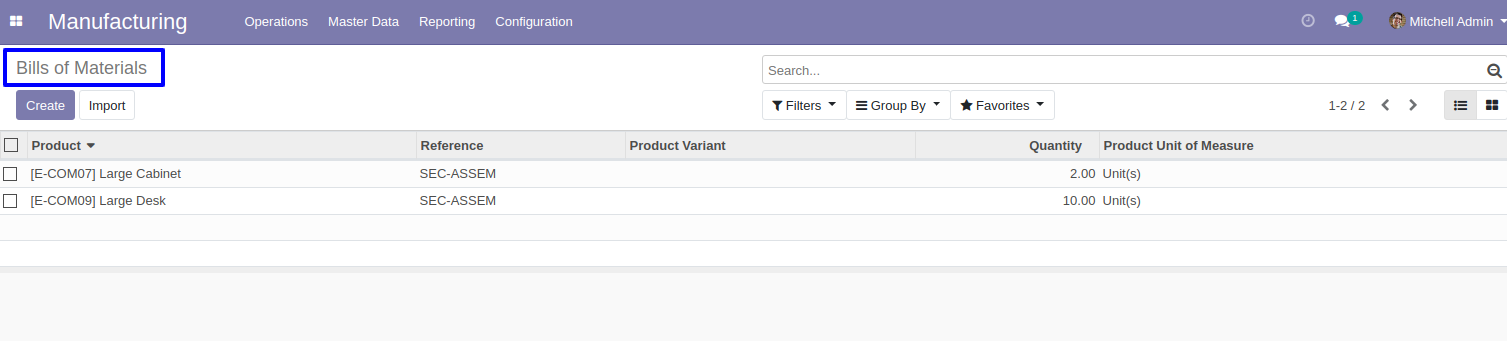 Manufacturing Operations Master Data Reporting Configuration 1 Mitchell Admin
Bills of Materials
Search...
Create Import Filters Group By Favorites 1-2 / 2
Product Reference Product Variant Quantity Product Unit of Measure
[E-COM07] Large Cabinet SEC-ASSEM 2.00 Unit(s)
[E-COM09] Large Desk SEC-ASSEM 10.00 Unit(s)